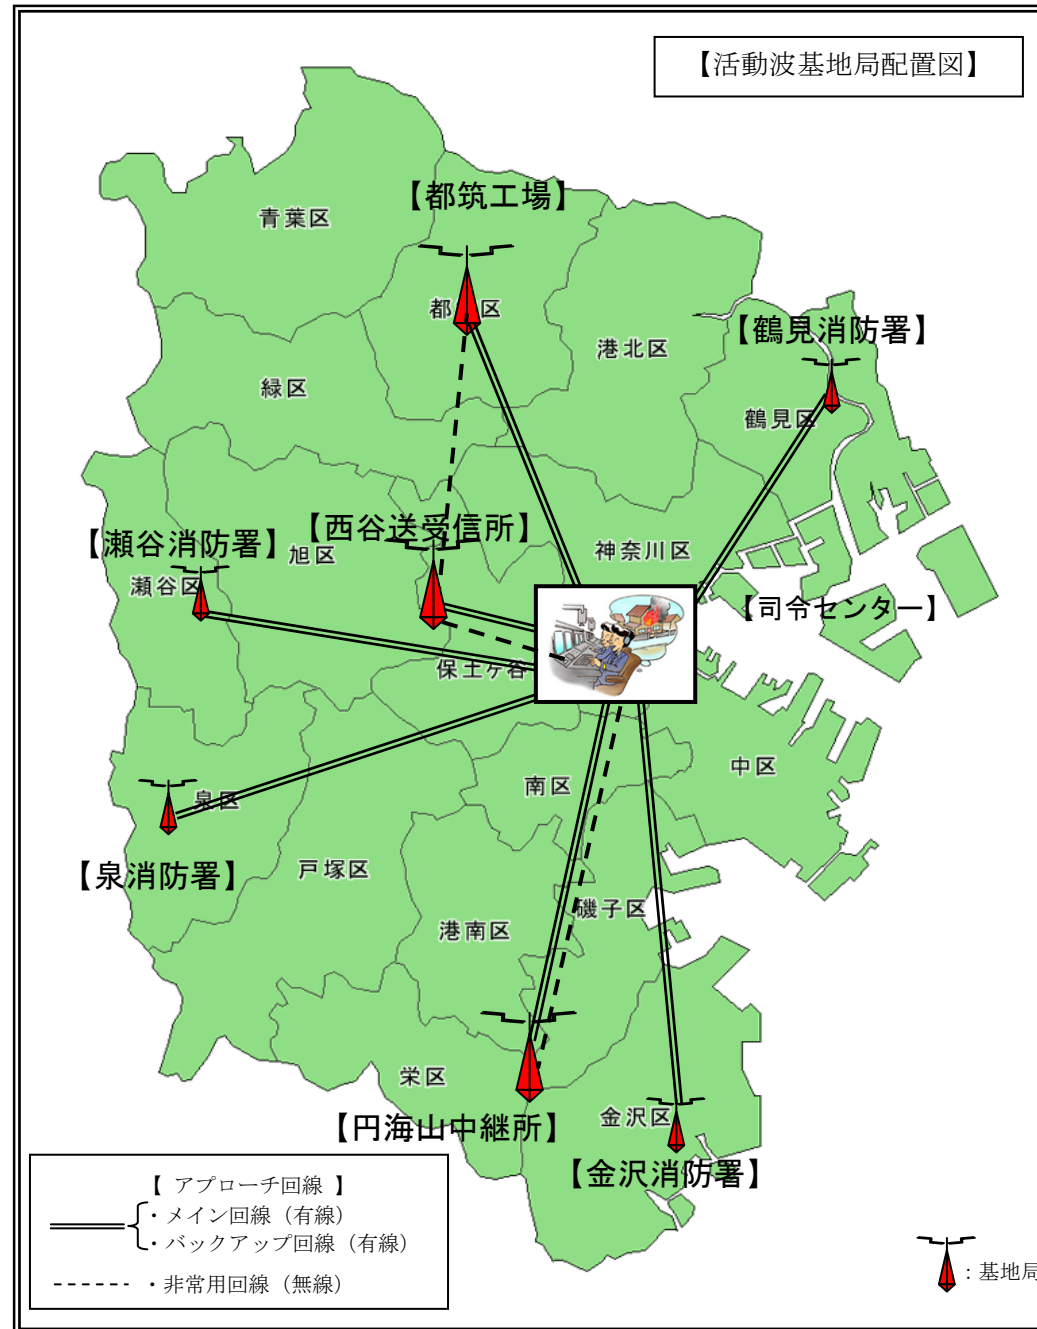 【活動波基地局配置図】
【都筑工場】
青葉区
都 区
【鶴見消防署】
港北区
緑区
鶴見区
【西谷送受信所】
【瀬谷消防署】
旭区
神奈川区
瀬谷区
【司令センター】
保土ヶ谷
中区
南区
泉区
【泉消防署】
戸塚区
磯子区
港南区
栄区
金沢区
【円海山中継所】
【金沢消防署】
【 アプローチ回線 】
・メイン回線（有線）
・バックアップ回線（有線）
・非常用回線（無線）
：基地局